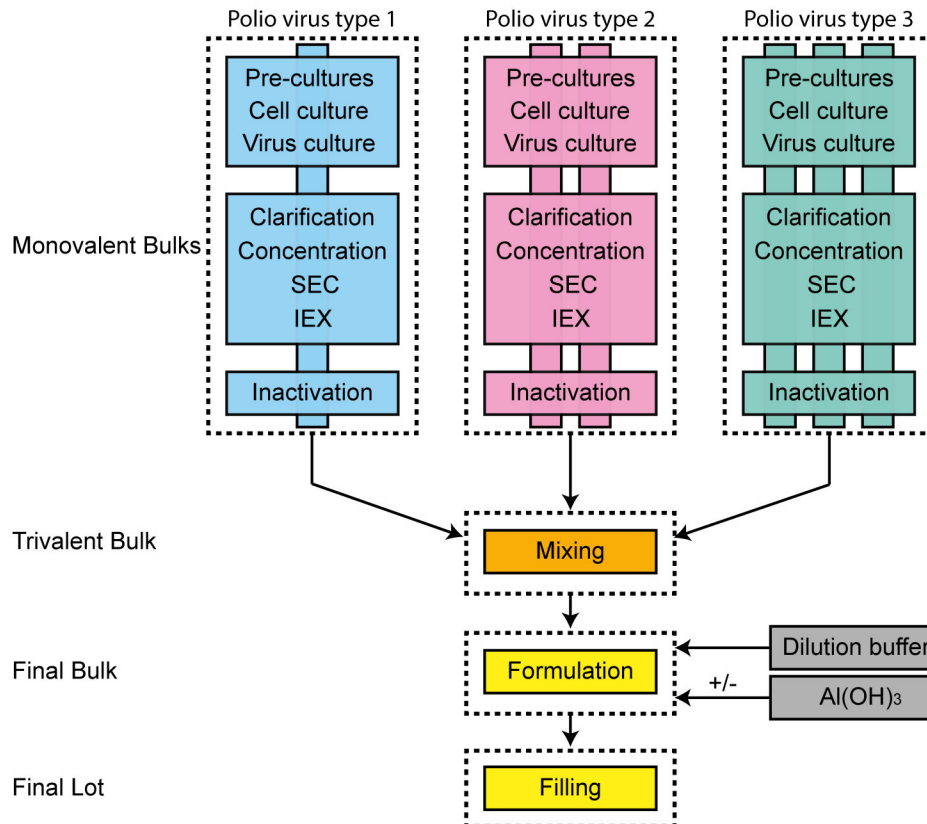 Polio virus type 1
Polio virus type 2
Polio virus type 3
Pre-cultures
Cell culture
Virus culture
Pre-cultures
Cell culture
Virus culture
Pre-cultures
Cell culture
Virus culture
Monovalent Bulks
Clarification
Concentration
SEC
IEX
Clarification
Concentration
SEC
IEX
Clarification
Concentration
SEC
IEX
Inactivation
Inactivation
Inactivation
Trivalent Bulk
Mixing
Final Bulk
Formulation
Dilution buffer
+/-
Al(OH)₃
Final Lot
Filling